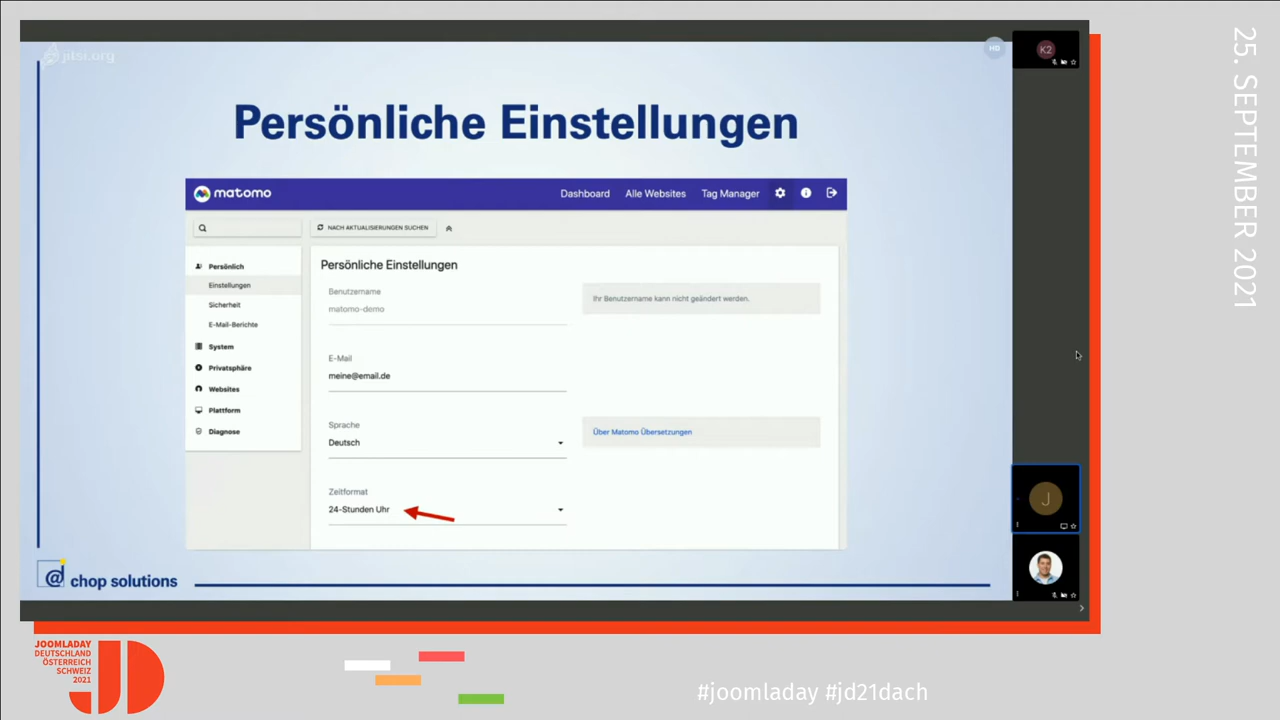 jitsi.org
HD
K2
Persönliche Einstellungen
matomo
Dashboard Alle Websites Tag Manager
NACH AKTUALISIERUNGEN SUCHEN
Persönlich
Einstellungen
Sicherheit
E-Mail-Berichte
System
Privatsphäre
Websites
Plattform
Diagnose
Persönliche Einstellungen
Benutzername
matomo-demo
Ihr Benutzername kann nicht geändert werden.
E-Mail
meine@email.de
Sprache
Deutsch
Über Matomo Übersetzungen
Zeitformat
24-Stunden Uhr
J
@ chop solutions
25. SEPTEMBER 2021
JOOMLADAY
DEUTSCHLAND
ÖSTERREICH
SCHWEIZ
2021
JD
#joomladay #jd21dach